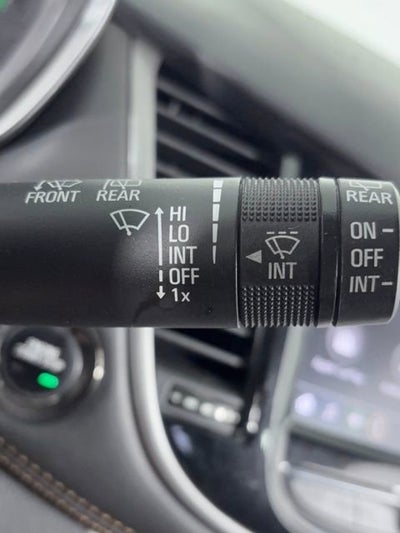 FRONT REAR
HI
LO
INT
OFF
1x
INT
REAR
ON
OFF
INT